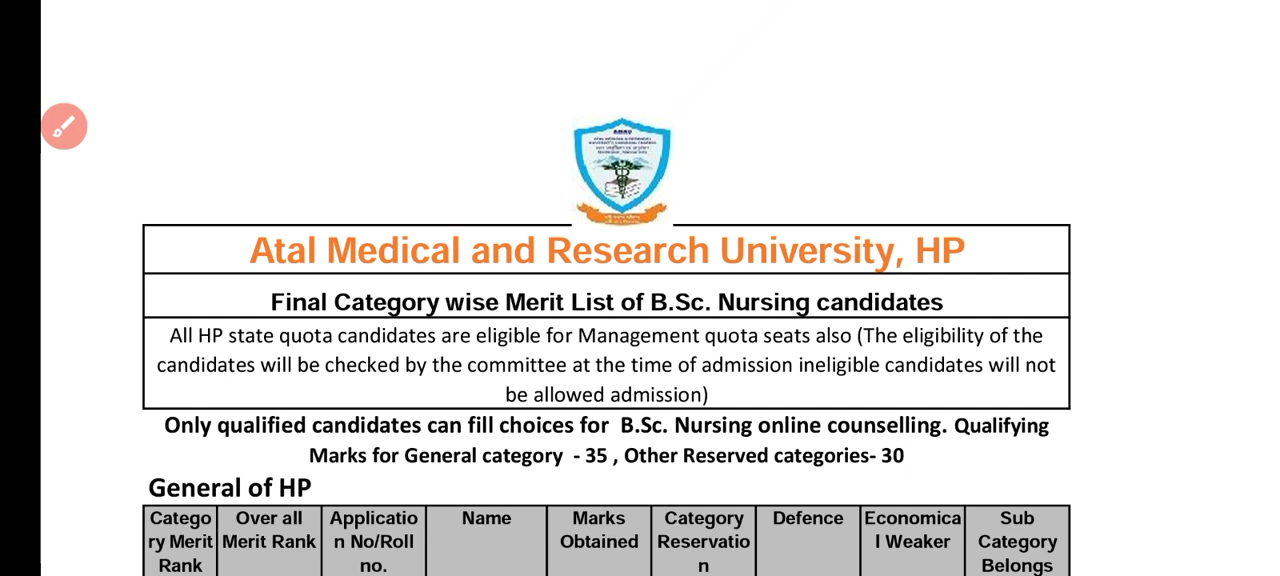 AMRU
Atal Medical and Research University, HP
Final Category wise Merit List of B.Sc. Nursing candidates
All HP state quota candidates are eligible for Management quota seats also (The eligibility of the
candidates will be checked by the committee at the time of admission ineligible candidates will not
be allowed admission)
Only qualified candidates can fill choices for  B.Sc. Nursing online counselling. Qualifying
Marks for General category  - 35 , Other Reserved categories- 30
General of HP
Catego
ry Merit
Rank
Over all
Merit Rank
Applicatio
n No/Roll
no.
Name
Marks
Obtained
Category
Reservatio
n
Defence
Economica
l Weaker
Sub
Category
Belongs